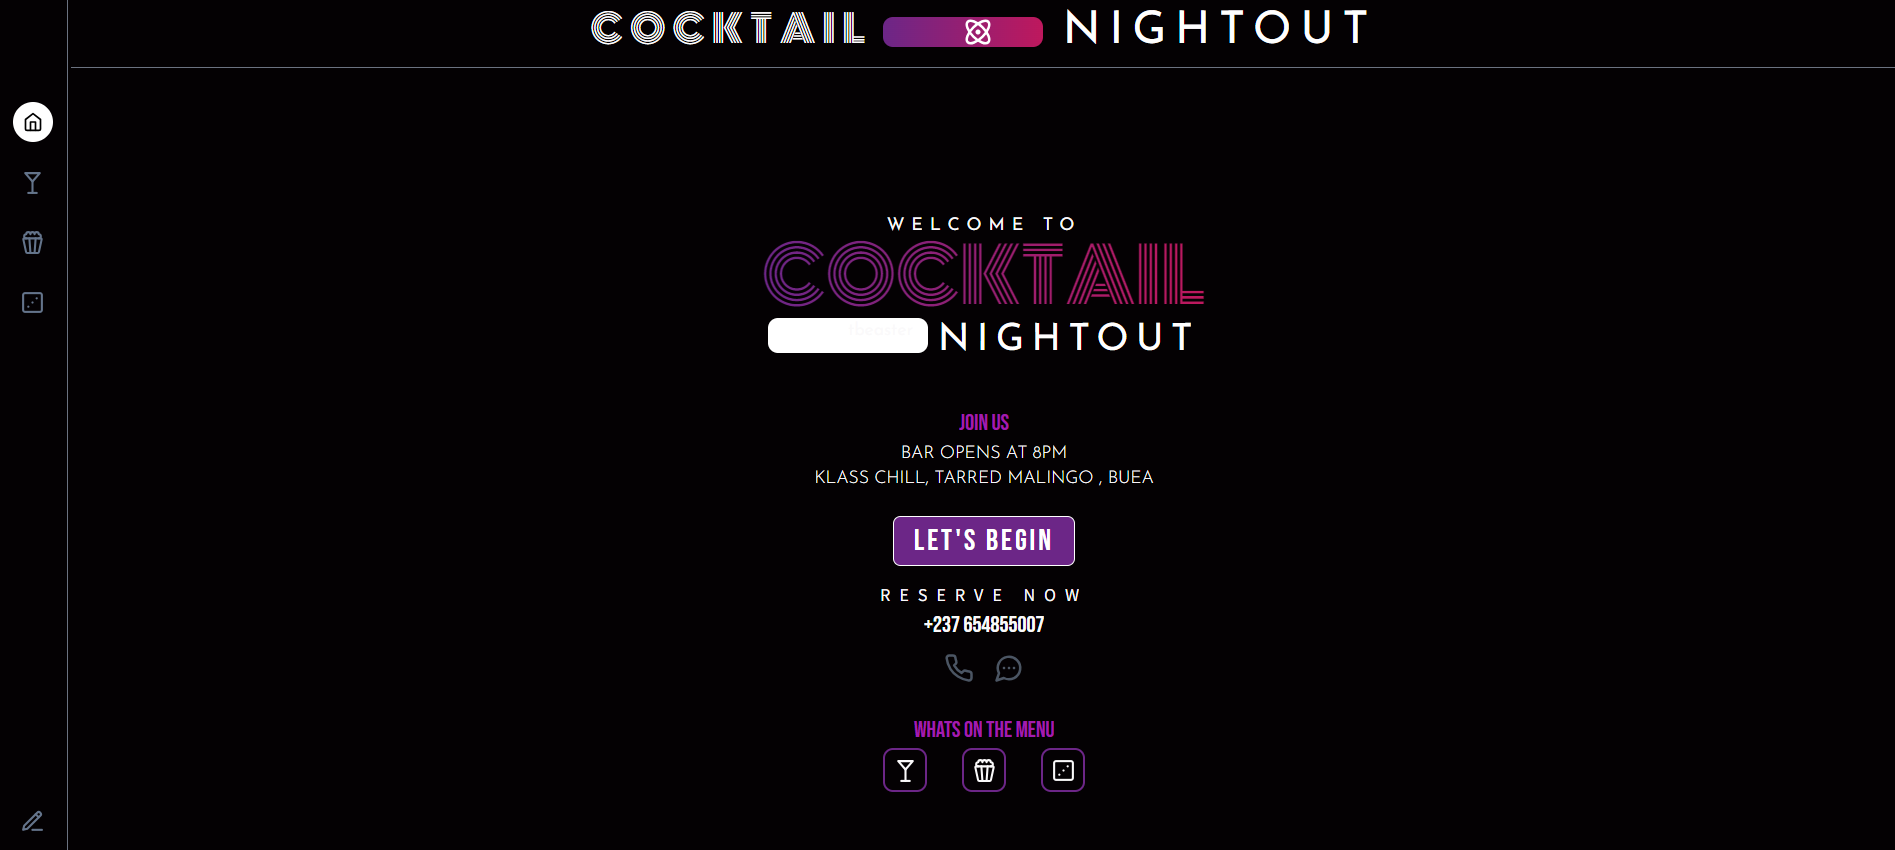 COCKTAIL NIGHTOUT
WELCOME TO
COCKTAIL
NIGHTOUT
JOIN US
BAR OPENS AT 8PM
KLASS CHILL, TARRED MALINGO , BUEA
LET'S BEGIN
RESERVE NOW
+237 654855007
WHATS ON THE MENU